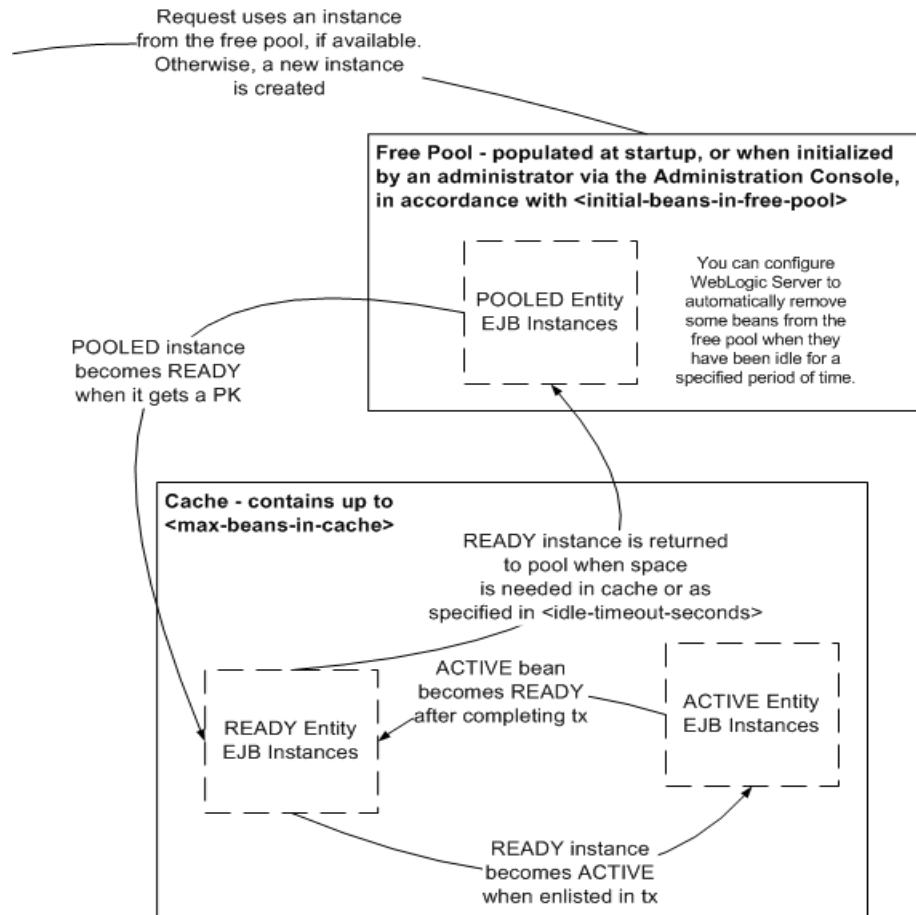 Request uses an instance
from the free pool, if available.
Otherwise, a new instance
is created
Free Pool - populated at startup, or when initialized
by an administrator via the Administration Console,
in accordance with <initial-beans-in-free-pool>
POOLED Entity
EJB Instances
You can configure
WebLogic Server to
automatically remove
some beans from the
free pool when they
have been idle for a
specified period of time.
POOLED instance
becomes READY
when it gets a PK
Cache - contains up to
<max-beans-in-cache>
READY instance is returned
to pool when space
is needed in cache or as
specified in <idle-timeout-seconds>
ACTIVE bean
becomes READY
after completing tx
READY Entity
EJB Instances
ACTIVE Entity
EJB Instances
READY instance
becomes ACTIVE
when enlisted in tx